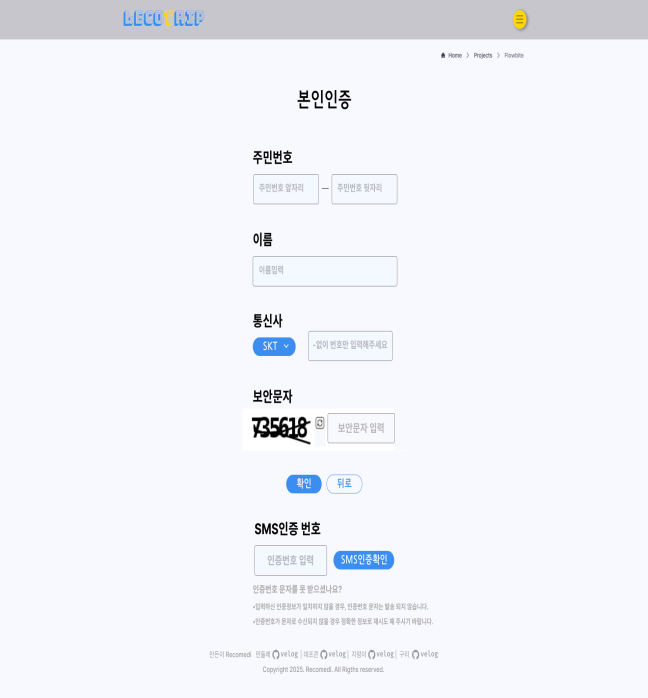 LECOTRIP
Home > Projects > Flowbite
본인인증
주민번호
주민번호 앞자리 — 주민번호 뒷자리
이름
이름입력
통신사
SKT -없이 번호만 입력해주세요
보안문자
735618 보안문자 입력
확인 뒤로
SMS인증 번호
인증번호 입력 SMS인증확인
인증번호 문자를 못 받으셨나요?
•입력하신 인증정보가 일치하지 않을 경우, 인증번호 문자는 발송 되지 않습니다.
•인증번호가 문자로 수신되지 않을 경우 정확한 정보로 재시도 해 주시기 바랍니다.
만든이 Recomedi 민들레 velog | 레프콘 velog | 지렁이 velog | 구리 velog
Copyright 2025. Recomedi. All Rigths reserved.